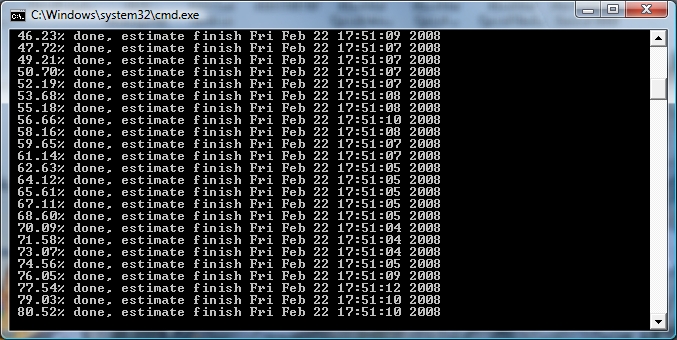 C:\Windows\system32\cmd.exe
46.23% done, estimate finish Fri Feb 22 17:51:09 2008
47.72% done, estimate finish Fri Feb 22 17:51:07 2008
49.21% done, estimate finish Fri Feb 22 17:51:07 2008
50.70% done, estimate finish Fri Feb 22 17:51:07 2008
52.19% done, estimate finish Fri Feb 22 17:51:07 2008
53.68% done, estimate finish Fri Feb 22 17:51:08 2008
55.18% done, estimate finish Fri Feb 22 17:51:08 2008
56.66% done, estimate finish Fri Feb 22 17:51:10 2008
58.16% done, estimate finish Fri Feb 22 17:51:08 2008
59.65% done, estimate finish Fri Feb 22 17:51:07 2008
61.14% done, estimate finish Fri Feb 22 17:51:07 2008
62.63% done, estimate finish Fri Feb 22 17:51:05 2008
64.12% done, estimate finish Fri Feb 22 17:51:05 2008
65.61% done, estimate finish Fri Feb 22 17:51:05 2008
67.11% done, estimate finish Fri Feb 22 17:51:05 2008
68.60% done, estimate finish Fri Feb 22 17:51:05 2008
70.09% done, estimate finish Fri Feb 22 17:51:04 2008
71.58% done, estimate finish Fri Feb 22 17:51:04 2008
73.07% done, estimate finish Fri Feb 22 17:51:04 2008
74.56% done, estimate finish Fri Feb 22 17:51:05 2008
76.05% done, estimate finish Fri Feb 22 17:51:09 2008
77.54% done, estimate finish Fri Feb 22 17:51:12 2008
79.03% done, estimate finish Fri Feb 22 17:51:10 2008
80.52% done, estimate finish Fri Feb 22 17:51:10 2008